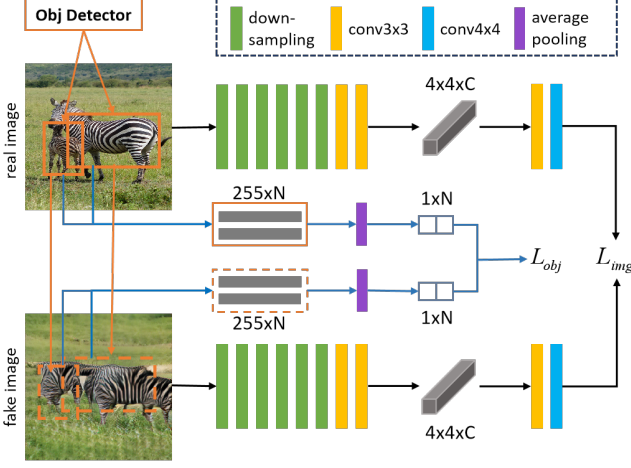 Obj Detector
down-
sampling
conv3x3
conv4x4
average
pooling
real image
4x4xC
255xN
1xN
L_obj
L_img
255xN
1xN
fake image
4x4xC